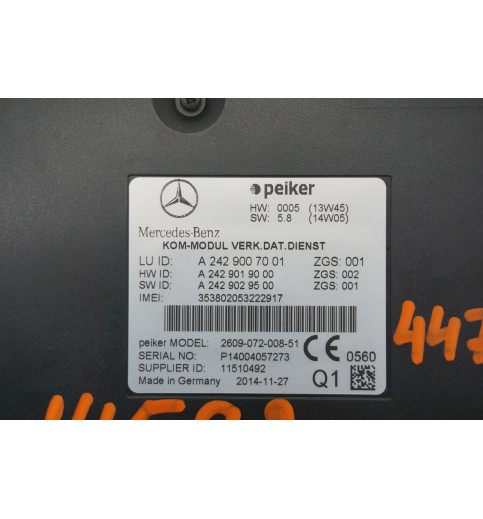 peiker
HW: 0005 (13W45)
SW: 5.8 (14W05)
Mercedes-Benz
KOM-MODUL VERK.DAT.DIENST
LU ID: A 242 900 70 01 ZGS: 001
HW ID: A 242 901 90 00 ZGS: 002
SW ID: A 242 902 95 00 ZGS: 001
IMEI: 353802053222917
peiker MODEL: 2609-072-008-51
SERIAL NO: P14004057273
CE 0560
SUPPLIER ID: 11510492
Made in Germany 2014-11-27 Q1
447